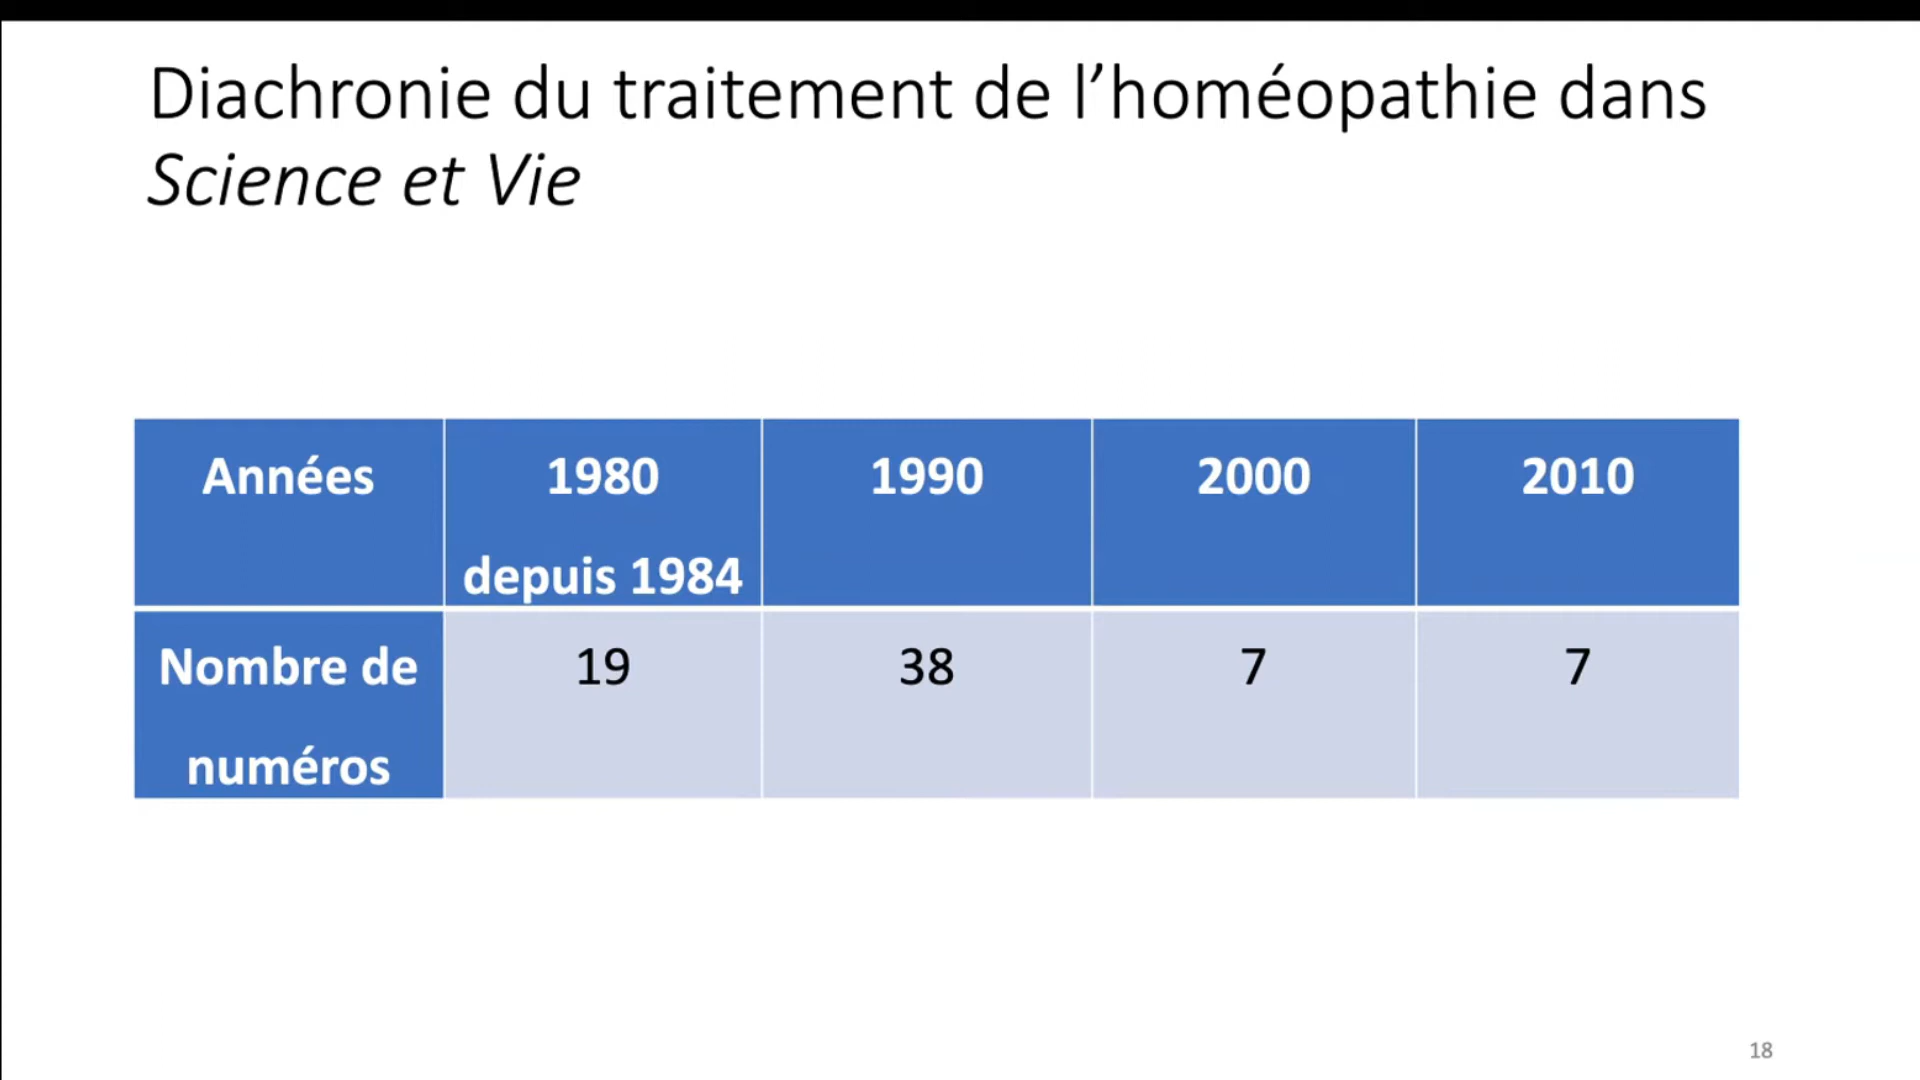 Diachronie du traitement de l’homéopathie dans
Science et Vie
Années 1980 1990 2000 2010
depuis 1984
Nombre de 19 38 7 7
numéros
18